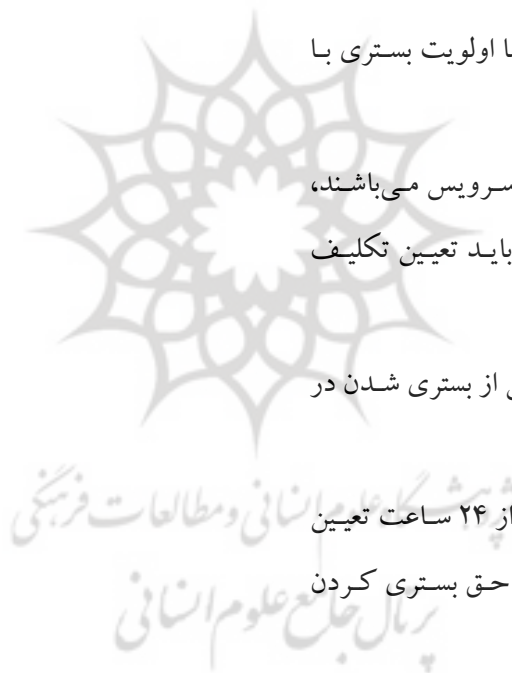 ا اولویت بستری با
سرویس می‌باشند،
باید تعیین تکلیف
از بستری شدن در
پژوهشگاه علوم انسانی و مطالعات فرهنگی
از ۲۴ ساعت تعیین
حق بستری کردن
پرتال جامع علوم انسانی